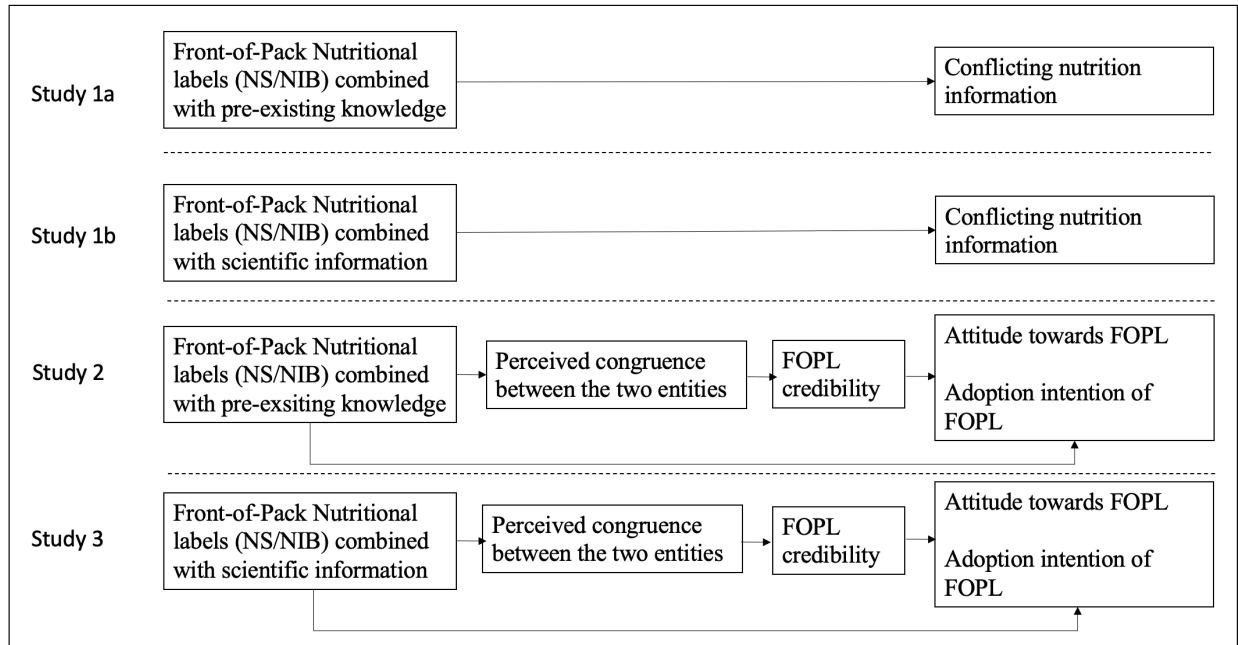 Study 1a
Front-of-Pack Nutritional
labels (NS/NIB) combined
with pre-existing knowledge
Conflicting nutrition
information
Study 1b
Front-of-Pack Nutritional
labels (NS/NIB) combined
with scientific information
Conflicting nutrition
information
Study 2
Front-of-Pack Nutritional
labels (NS/NIB) combined
with pre-exsiting knowledge
Perceived congruence
between the two entities
FOPL
credibility
Attitude towards FOPL
Adoption intention of
FOPL
Study 3
Front-of-Pack Nutritional
labels (NS/NIB) combined
with scientific information
Perceived congruence
between the two entities
FOPL
credibility
Attitude towards FOPL
Adoption intention of
FOPL